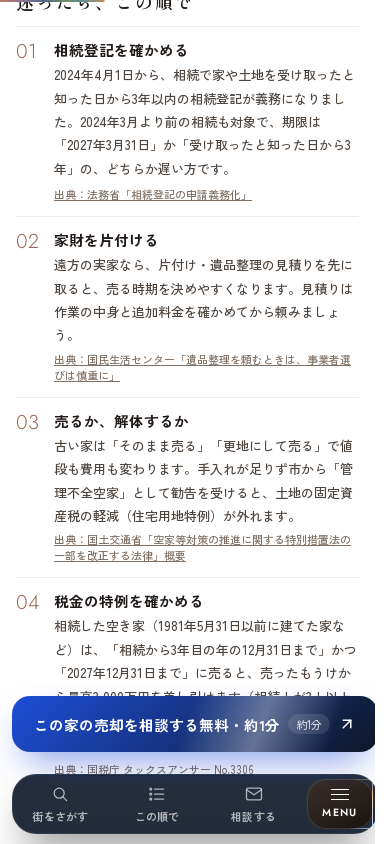 迷ったら、この順で
01 相続登記を確かめる
2024年4月1日から、相続で家や土地を受け取ったと
知った日から3年以内の相続登記が義務になりまし
た。2024年3月より前の相続も対象で、期限は
「2027年3月31日」か「受け取ったと知った日から3
年」の、どちらか遅い方です。
出典：法務省「相続登記の申請義務化」
02 家財を片付ける
遠方の実家なら、片付け・遺品整理の見積りを先に
取ると、売る時期を決めやすくなります。見積りは
作業の中身と追加料金を確かめてから頼みましょ
う。
出典：国民生活センター「遺品整理を頼むときは、事業者選
びは慎重に」
03 売るか、解体するか
古い家は「そのまま売る」「更地にして売る」で値
段も費用も変わります。手入れが足りず市から「管
理不全空家」として勧告を受けると、土地の固定資
産税の軽減（住宅用地特例）が外れます。
出典：国土交通省「空家等対策の推進に関する特別措置法の
一部を改正する法律」概要
04 税金の特例を確かめる
相続した空き家（1981年5月31日以前に建てた家な
ど）は、「相続から3年目の年の12月31日まで」かつ
「2027年12月31日まで」に売ると、売ったもうけか
ら最高3,000万円を差し引けます（相続人が3人以上
この家の売却を相談する無料・約1分 約1分
出典：国税庁 タックスアンサー No.3306
街をさがす この順で 相談する MENU